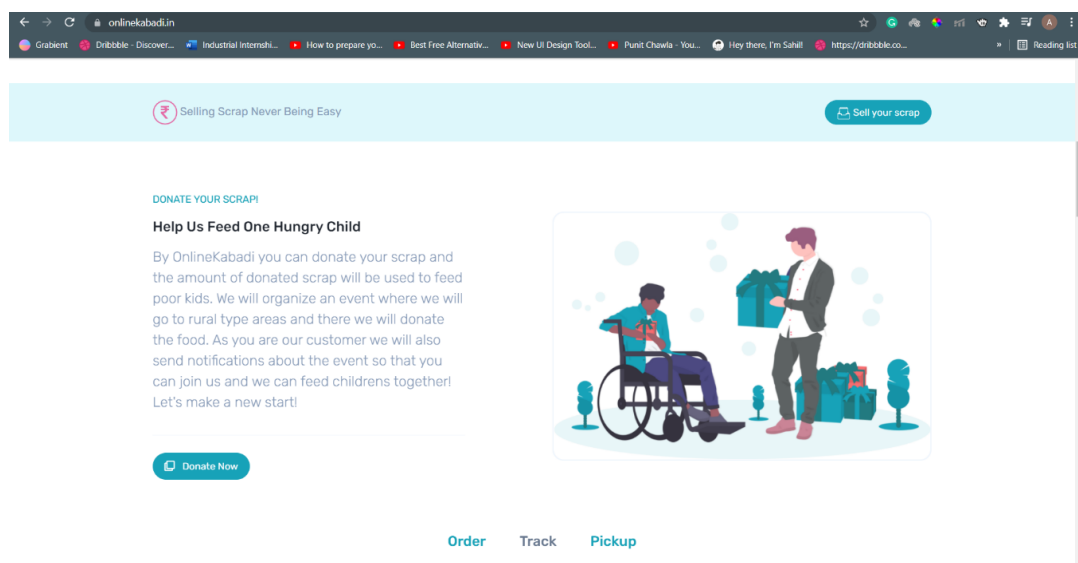 onlinekabadi.in
Grabient Dribbble - Discover... Industrial Internshi... How to prepare yo... Best Free Alternativ... New UI Design Tool... Punit Chawla - You... Hey there, I'm Sahil! https://dribbble.co... » Reading list
₹ Selling Scrap Never Being Easy
Sell your scrap
DONATE YOUR SCRAP!
Help Us Feed One Hungry Child
By OnlineKabadi you can donate your scrap and
the amount of donated scrap will be used to feed
poor kids. We will organize an event where we will
go to rural type areas and there we will donate
the food. As you are our customer we will also
send notifications about the event so that you
can join us and we can feed childrens together!
Let's make a new start!
Donate Now
Order Track Pickup